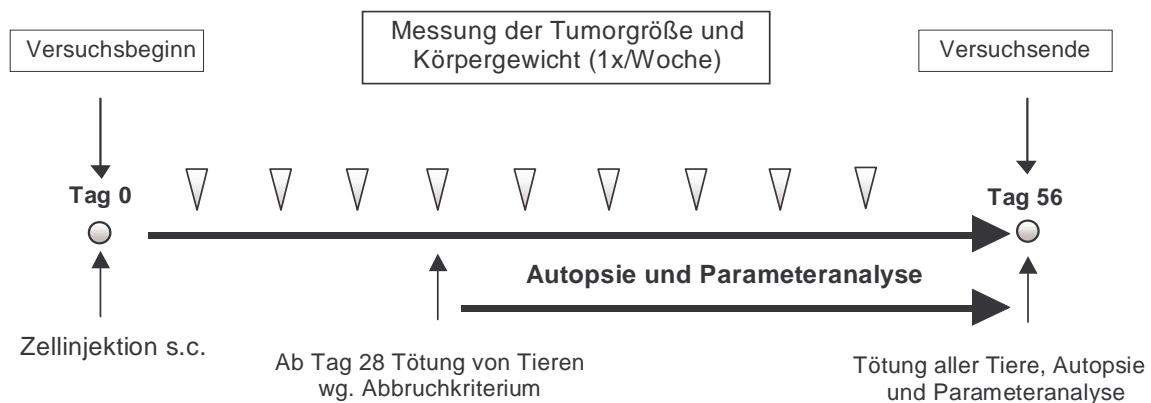 Messung der Tumorgröße und
Körpergewicht (1x/Woche)
Versuchsbeginn
Versuchsende
Tag 0
Tag 56
Autopsie und Parameteranalyse
Zellinjektion s.c.
Ab Tag 28 Tötung von Tieren
wg. Abbruchkriterium
Tötung aller Tiere, Autopsie
und Parameteranalyse